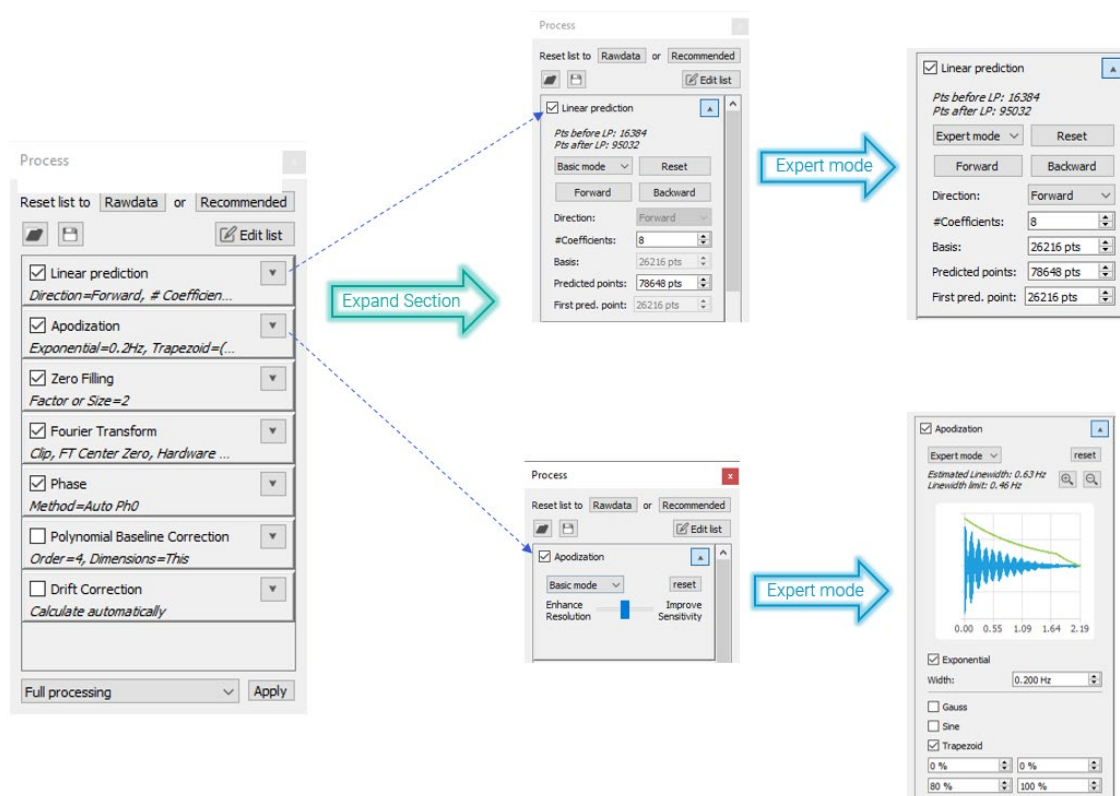 Process
Reset list to Rawdata or Recommended
Edit list
Linear prediction
Direction=Forward, # Coefficien...
Apodization
Exponential=0.2Hz, Trapezoid=(...
Zero Filling
Factor or Size=2
Fourier Transform
Clip, FT Center Zero, Hardware ...
Phase
Method=Auto Ph0
Polynomial Baseline Correction
Order=4, Dimensions=This
Drift Correction
Calculate automatically
Full processing Apply
Expand Section
Process x
Reset list to Rawdata or Recommended
Edit list
Linear prediction
Pts before LP: 16384
Pts after LP: 95032
Basic mode Reset
Forward Backward
Direction: Forward
#Coefficients: 8
Basis: 26216 pts
Predicted points: 78648 pts
First pred. point: 26216 pts
Expert mode
Linear prediction
Pts before LP: 16384
Pts after LP: 95032
Expert mode Reset
Forward Backward
Direction: Forward
#Coefficients: 8
Basis: 26216 pts
Predicted points: 78648 pts
First pred. point: 26216 pts
Process x
Reset list to Rawdata or Recommended
Edit list
Apodization
Basic mode reset
Enhance Improve
Resolution Sensitivity
Expert mode
Apodization
Expert mode reset
Estimated Linewidth: 0.63 Hz
Linewidth limit: 0.46 Hz
0.00 0.55 1.09 1.64 2.19
Exponential
Width: 0.200 Hz
Gauss
Sine
Trapezoid
0 % 0 %
80 % 100 %